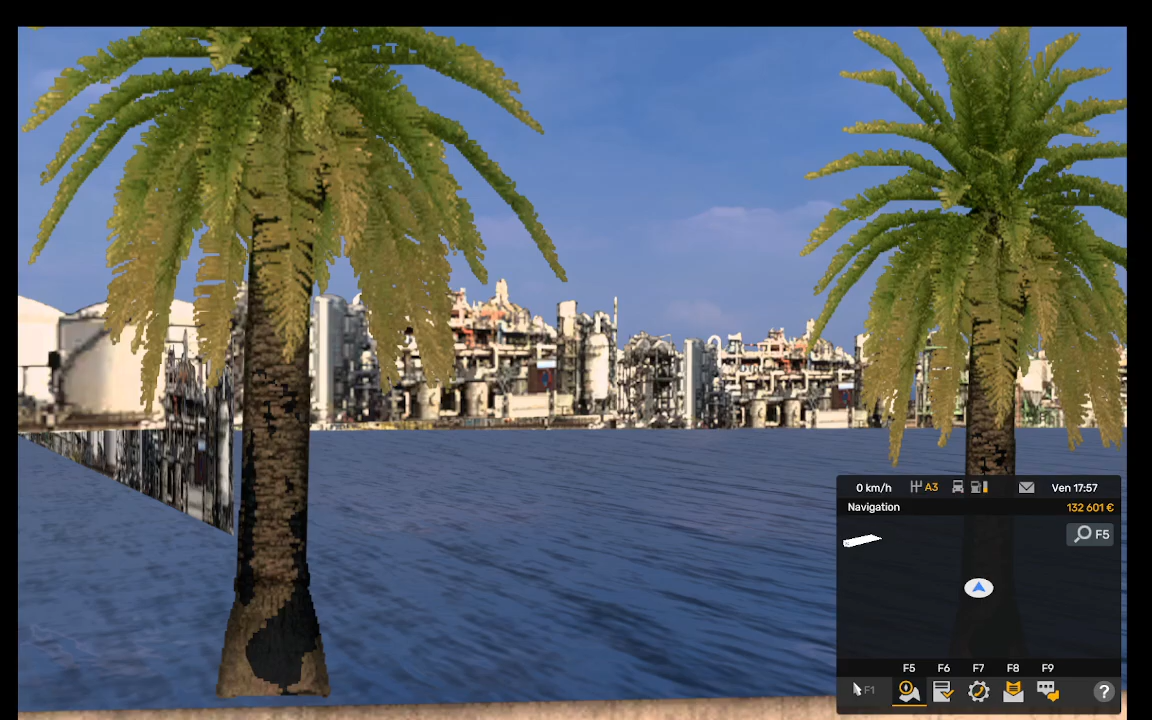 0 km/h A3 Ven 17:57
Navigation 132 601 €
F5
F5 F6 F7 F8 F9
F1 ?